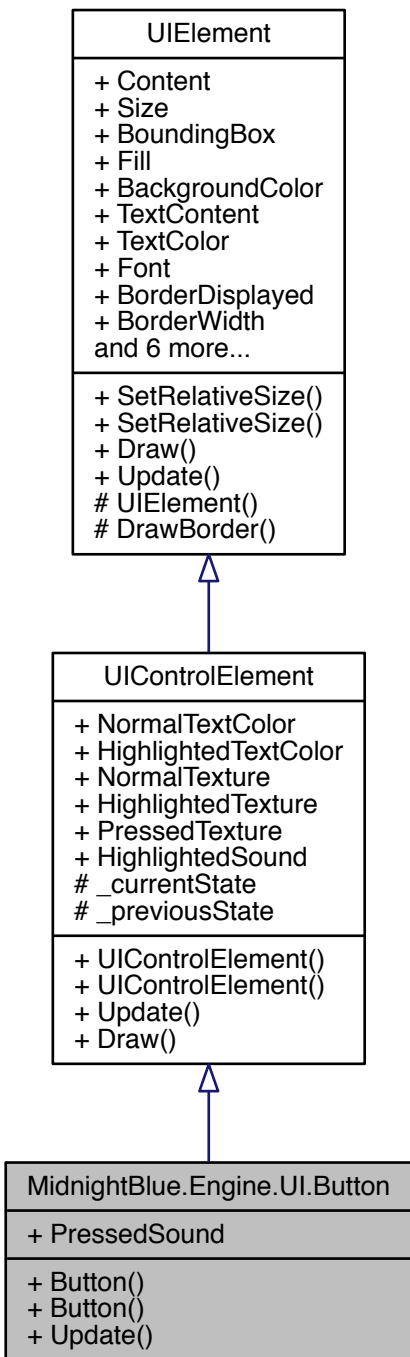 UIElement
+ Content
+ Size
+ BoundingBox
+ Fill
+ BackgroundColor
+ TextContent
+ TextColor
+ Font
+ BorderDisplayed
+ BorderWidth
and 6 more...
+ SetRelativeSize()
+ SetRelativeSize()
+ Draw()
+ Update()
# UIElement()
# DrawBorder()
UIControlElement
+ NormalTextColor
+ HighlightedTextColor
+ NormalTexture
+ HighlightedTexture
+ PressedTexture
+ HighlightedSound
# _currentState
# _previousState
+ UIControlElement()
+ UIControlElement()
+ Update()
+ Draw()
MidnightBlue.Engine.UI.Button
+ PressedSound
+ Button()
+ Button()
+ Update()